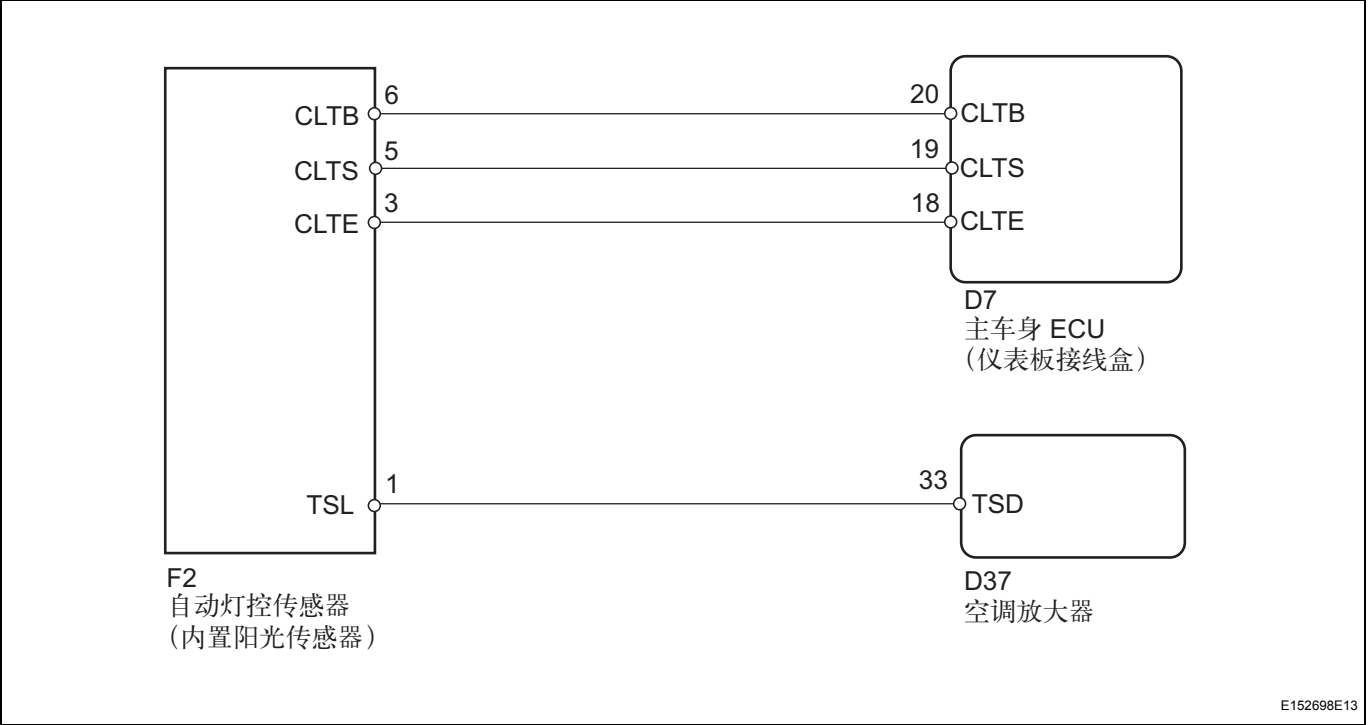 6
20
CLTB
CLTB
5
19
CLTS
CLTS
3
18
CLTE
CLTE
D7
主车身 ECU
（仪表板接线盒）
1
33
TSL
TSD
F2
自动灯控传感器
（内置阳光传感器）
D37
空调放大器
E152698E13